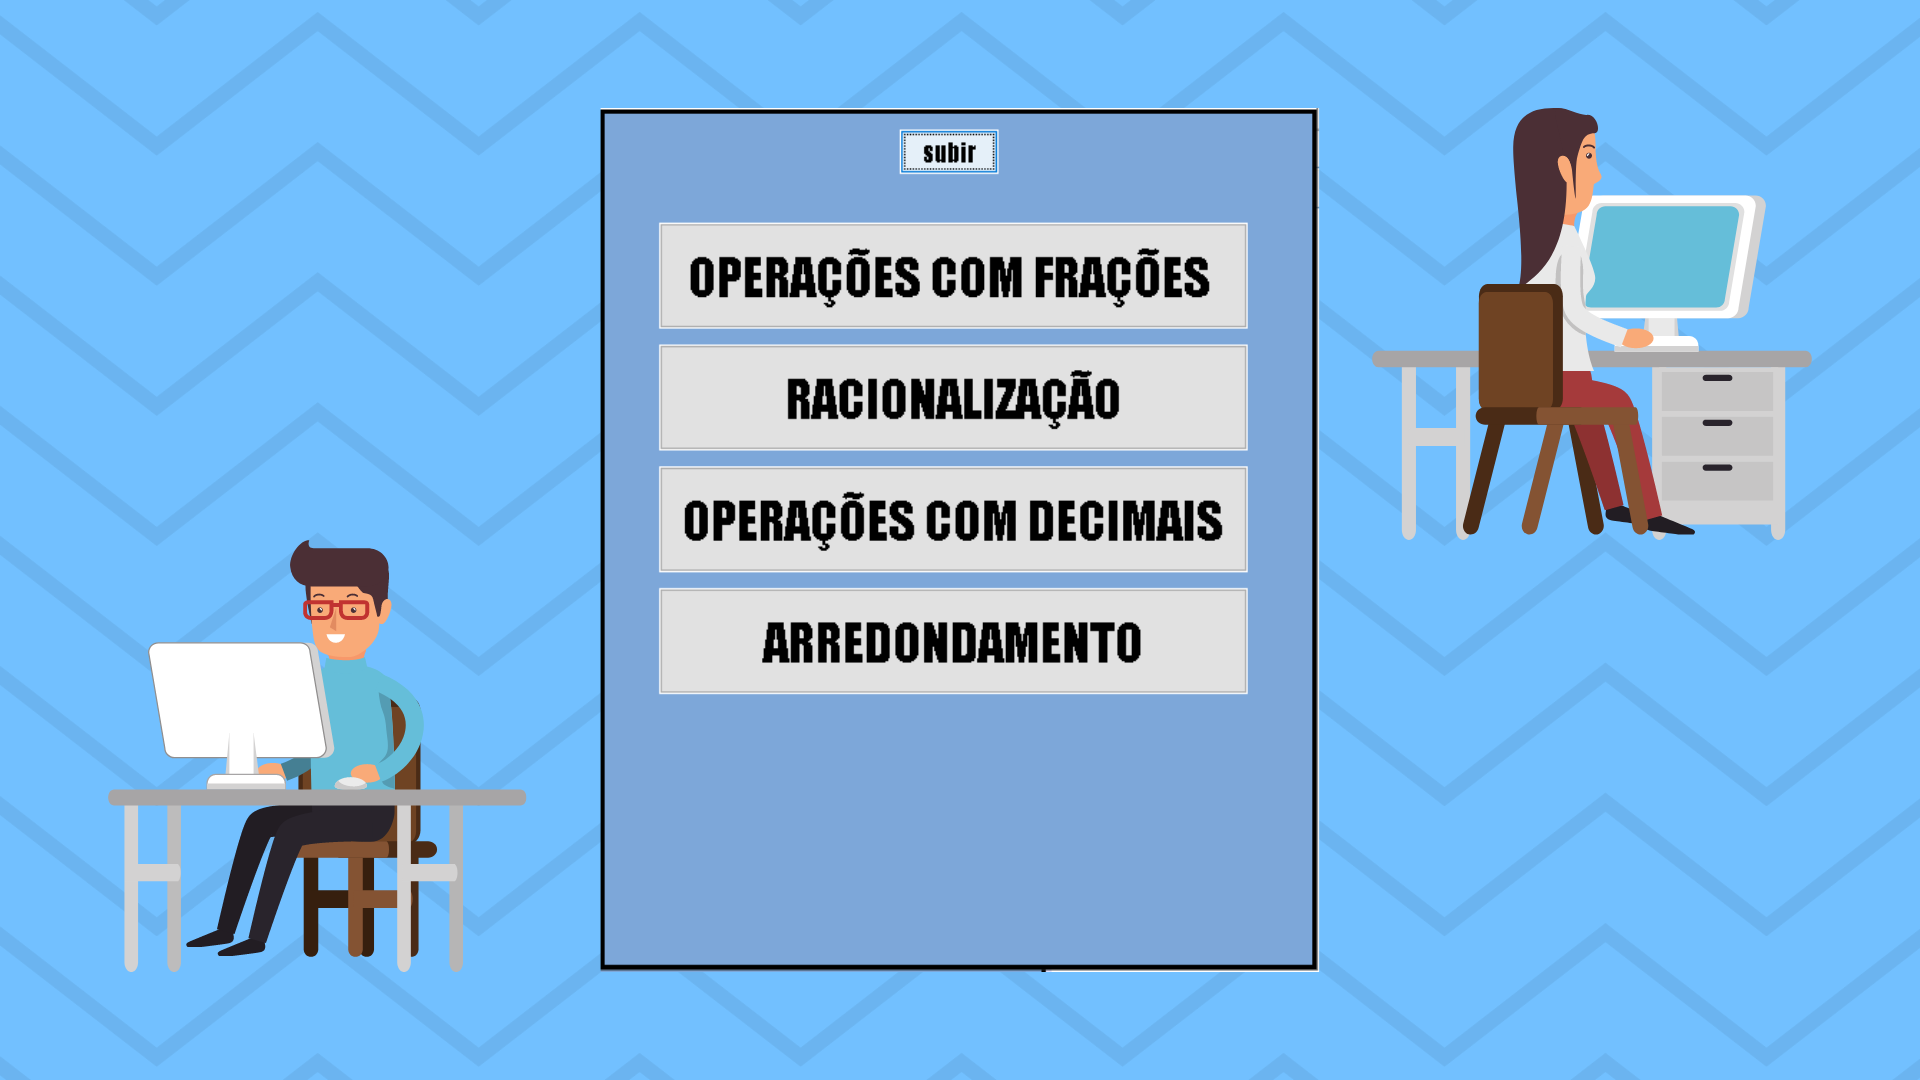 subir
OPERAÇÕES COM FRAÇÕES
RACIONALIZAÇÃO
OPERAÇÕES COM DECIMAIS
ARREDONDAMENTO